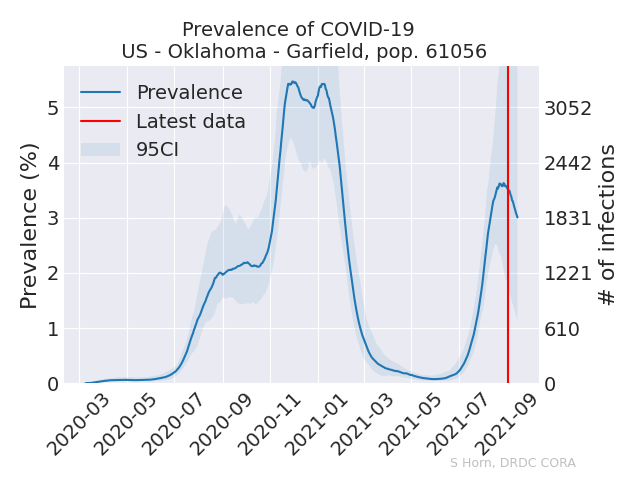 Prevalence of COVID-19
US - Oklahoma - Garfield, pop. 61056
Prevalence
Latest data
95CI
Prevalence (%)
5
4
3
2
1
0
3052
2442
1831
1221
610
0
# of infections
2020-03
2020-05
2020-07
2020-09
2020-11
2021-01
2021-03
2021-05
2021-07
2021-09
S Horn, DRDC CORA